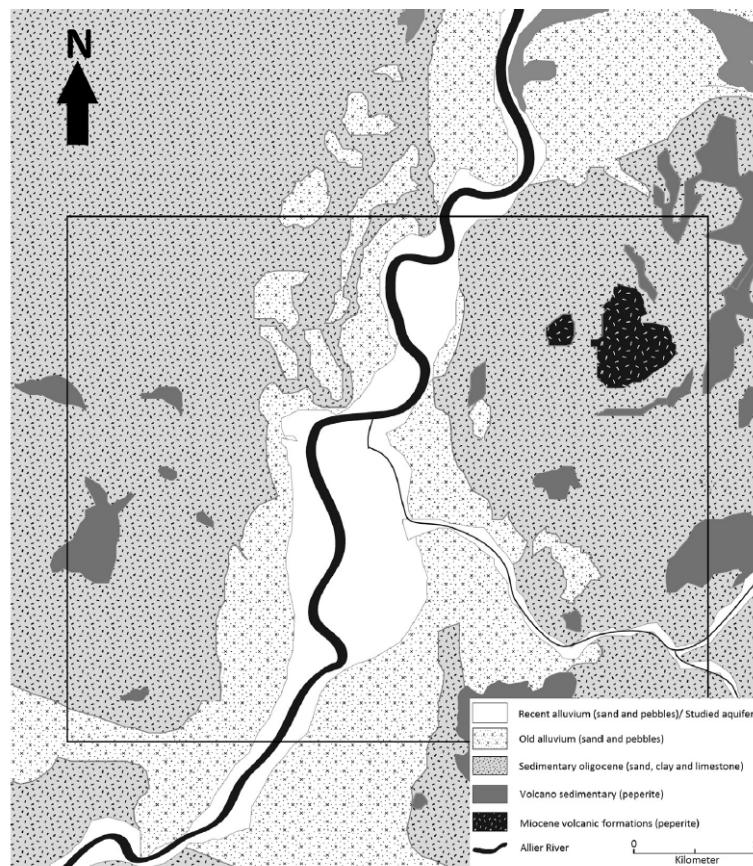 N
Recent alluvium (sand and pebbles)/ Studied aquifer
Old alluvium (sand and pebbles)
Sedimentary oligocene (sand, clay and limestone)
Volcano sedimentary (peperite)
Miocene volcanic formations (peperite)
Allier River
0
Kilometer